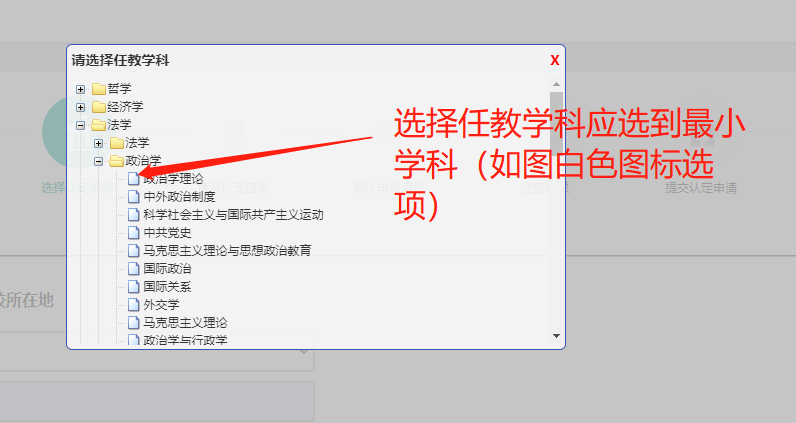 请选择任教学科
X
哲学
经济学
法学
法学
政治学
政治学理论
中外政治制度
科学社会主义与国际共产主义运动
中共党史
马克思主义理论与思想政治教育
国际政治
国际关系
外交学
马克思主义理论
政治学与行政学
选择任教学科应选到最小
学科（如图白色图标选
项）
提交认定申请
校所在地